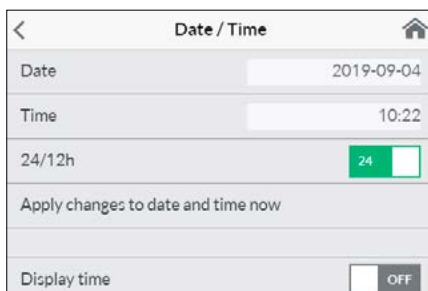 Date / Time
Date 2019-09-04
Time 10:22
24/12h 24
Apply changes to date and time now
Display time OFF